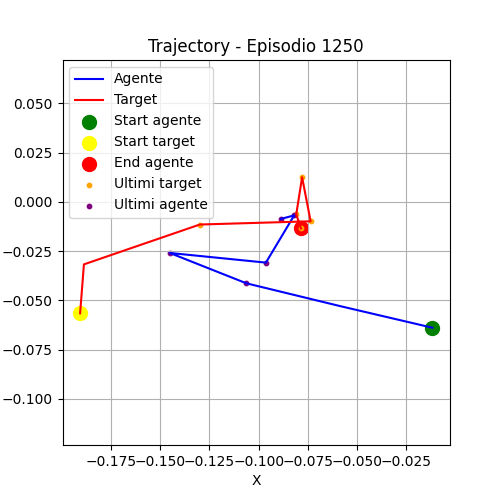 Trajectory - Episodio 1250
Agente
Target
Start agente
Start target
End agente
Ultimi target
Ultimi agente
0.050
0.025
0.000
−0.025
−0.050
−0.075
−0.100
−0.175 −0.150 −0.125 −0.100 −0.075 −0.050 −0.025
X